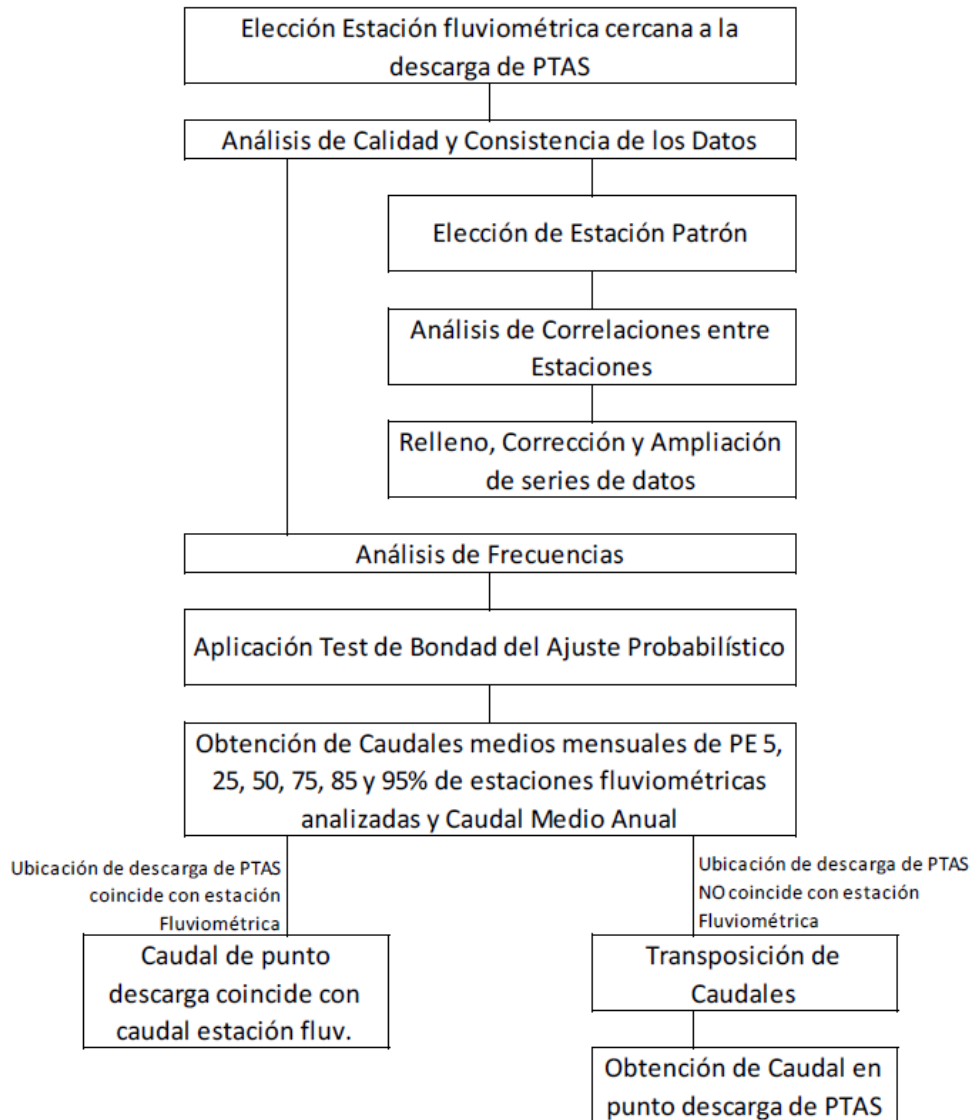 Elección Estación fluviométrica cercana a la
descarga de PTAS
Análisis de Calidad y Consistencia de los Datos
Elección de Estación Patrón
Análisis de Correlaciones entre
Estaciones
Relleno, Corrección y Ampliación
de series de datos
Análisis de Frecuencias
Aplicación Test de Bondad del Ajuste Probabilístico
Obtención de Caudales medios mensuales de PE 5,
25, 50, 75, 85 y 95% de estaciones fluviométricas
analizadas y Caudal Medio Anual
Ubicación de descarga de PTAS
coincide con estación
Fluviométrica
Caudal de punto
descarga coincide con
caudal estación fluv.
Ubicación de descarga de PTAS
NO coincide con estación
Fluviométrica
Transposición de
Caudales
Obtención de Caudal en
punto descarga de PTAS